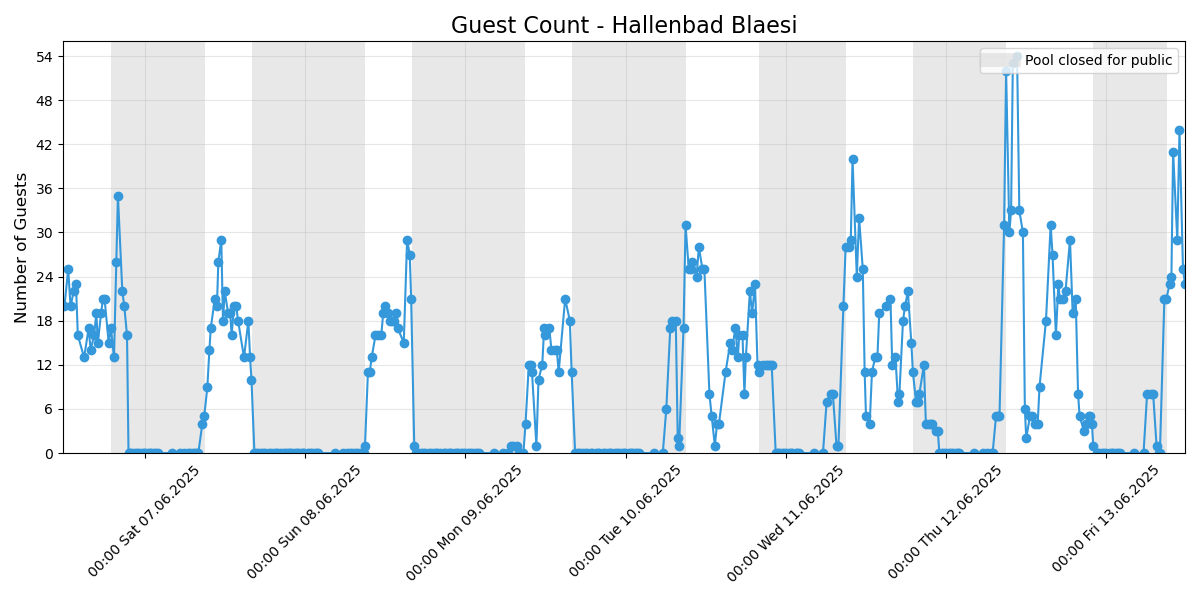 Guest Count - Hallenbad Blaesi
Pool closed for public
Number of Guests
54
48
42
36
30
24
18
12
6
0
00:00 Sat 07.06.2025
00:00 Sun 08.06.2025
00:00 Mon 09.06.2025
00:00 Tue 10.06.2025
00:00 Wed 11.06.2025
00:00 Thu 12.06.2025
00:00 Fri 13.06.2025